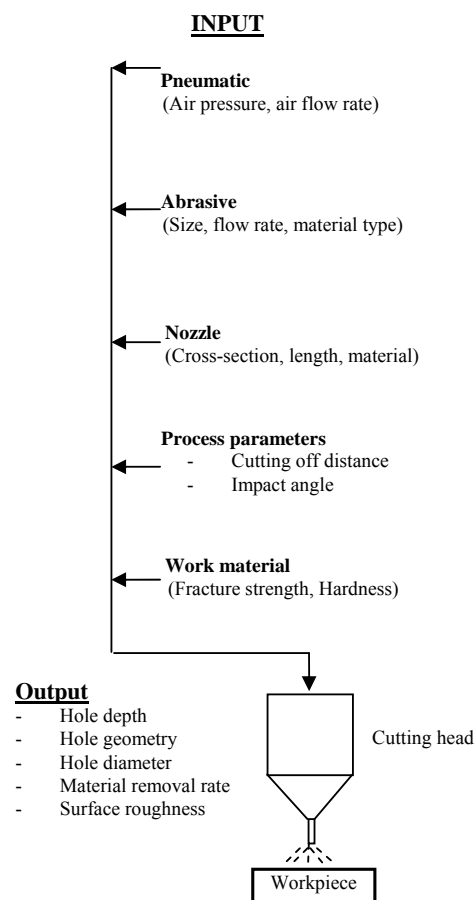 INPUT
Pneumatic
(Air pressure, air flow rate)
Abrasive
(Size, flow rate, material type)
Nozzle
(Cross-section, length, material)
Process parameters
- Cutting off distance
- Impact angle
Work material
(Fracture strength, Hardness)
Output
- Hole depth
- Hole geometry
- Hole diameter
- Material removal rate
- Surface roughness
Cutting head
Workpiece